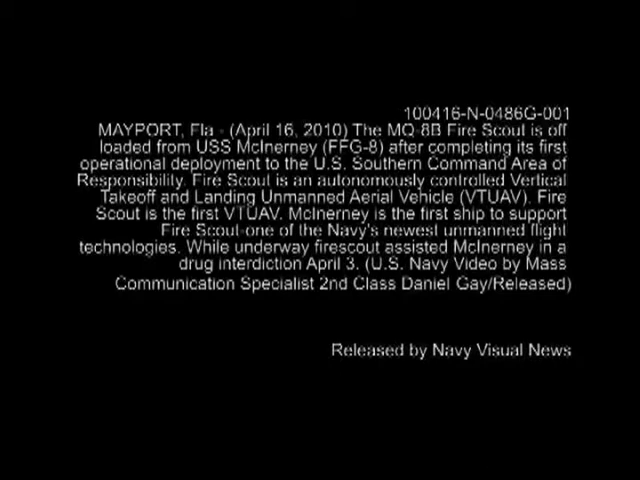 100416-N-0486G-001
MAYPORT, Fla - (April 16, 2010) The MQ-8B Fire Scout is off
loaded from USS McInerney (FFG-8) after completing its first
operational deployment to the U.S. Southern Command Area of
Responsibility. Fire Scout is an autonomously controlled Vertical
Takeoff and Landing Unmanned Aerial Vehicle (VTUAV). Fire
Scout is the first VTUAV. McInerney is the first ship to support
Fire Scout-one of the Navy's newest unmanned flight
technologies. While underway firescout assisted McInerney in a
drug interdiction April 3. (U.S. Navy Video by Mass
Communication Specialist 2nd Class Daniel Gay/Released)
Released by Navy Visual News